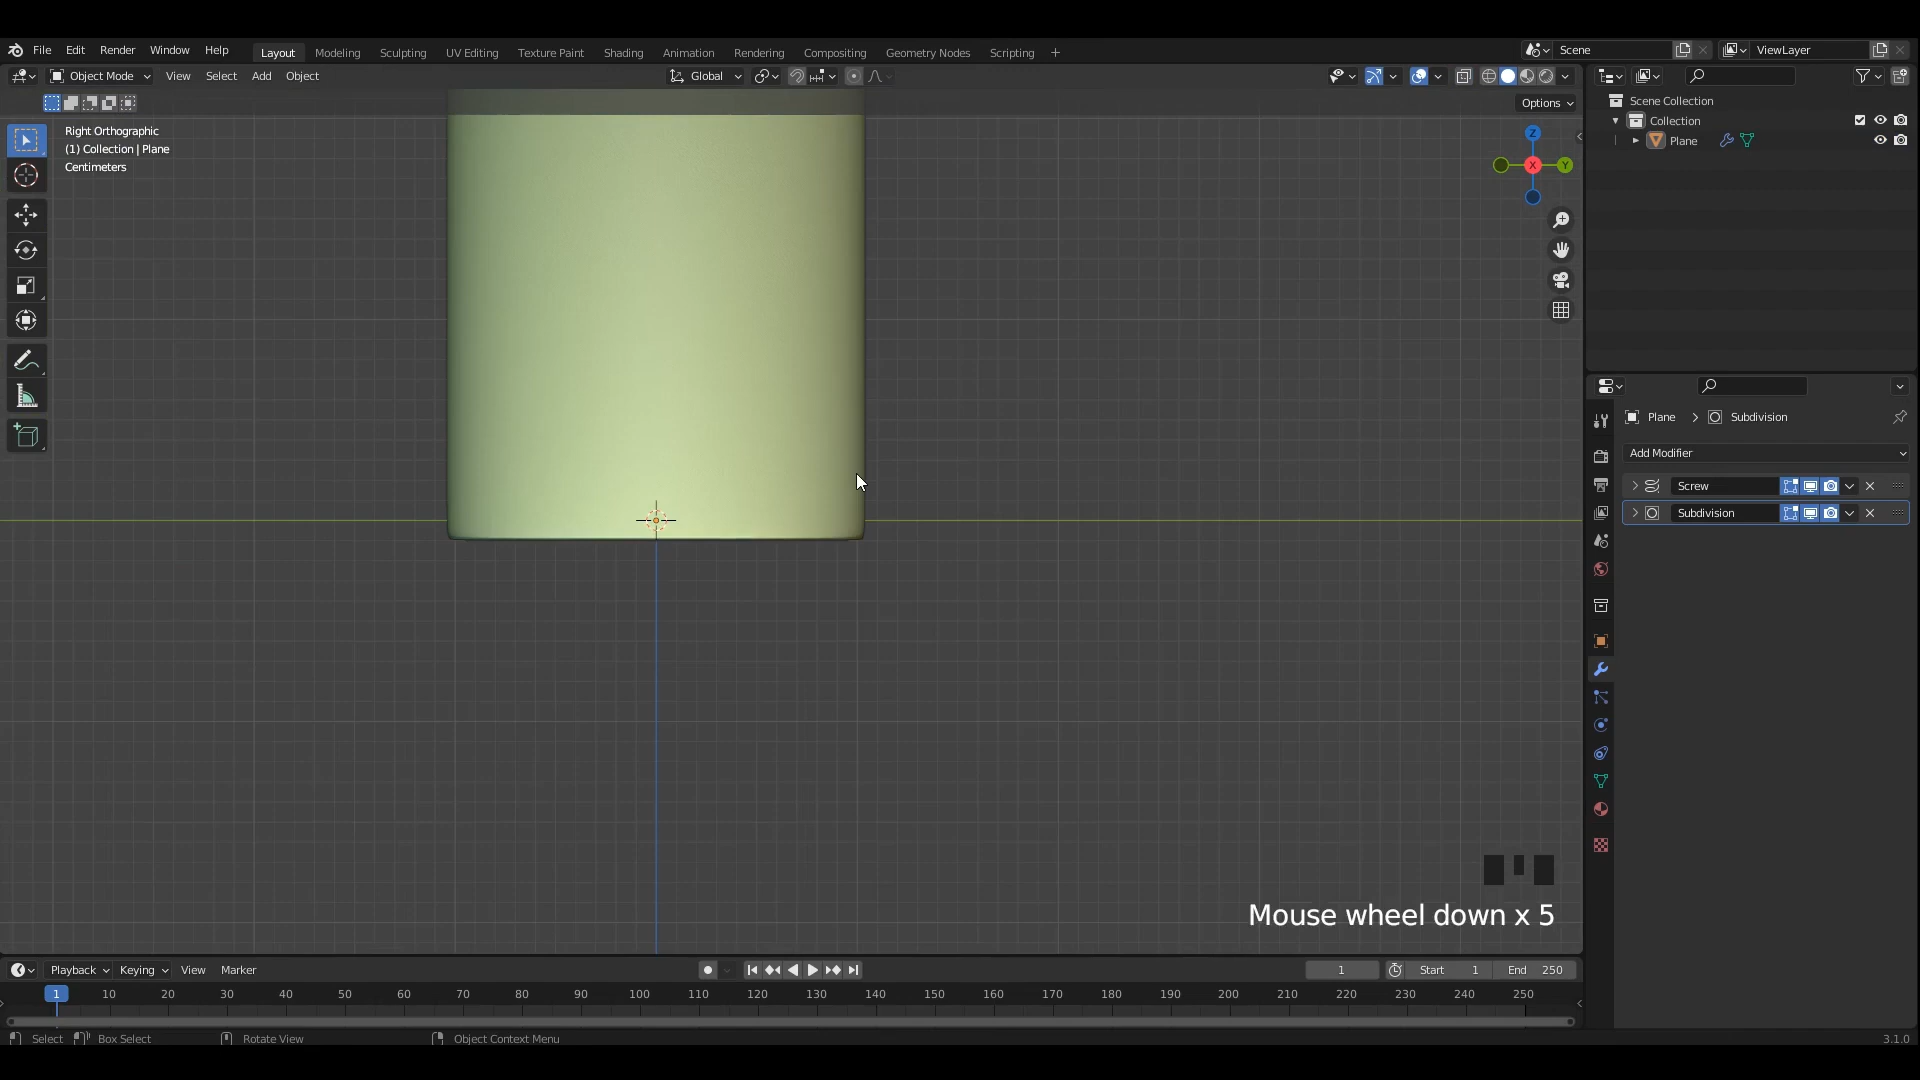 File Edit Render Window Help Layout Modeling Sculpting UV Editing Texture Paint Shading Animation Rendering Compositing Geometry Nodes Scripting + Scene ViewLayer
Object Mode View Select Add Object Global
Options
Right Orthographic
(1) Collection | Plane
Centimeters
Z
X
Y
Scene Collection
Collection
Plane
Plane > Subdivision
Add Modifier
Screw
Subdivision
Mouse wheel down x 5
Playback Keying View Marker 1 Start 1 End 250
1 10 20 30 40 50 60 70 80 90 100 110 120 130 140 150 160 170 180 190 200 210 220 230 240 250
Select Box Select Rotate View Object Context Menu 3.1.0